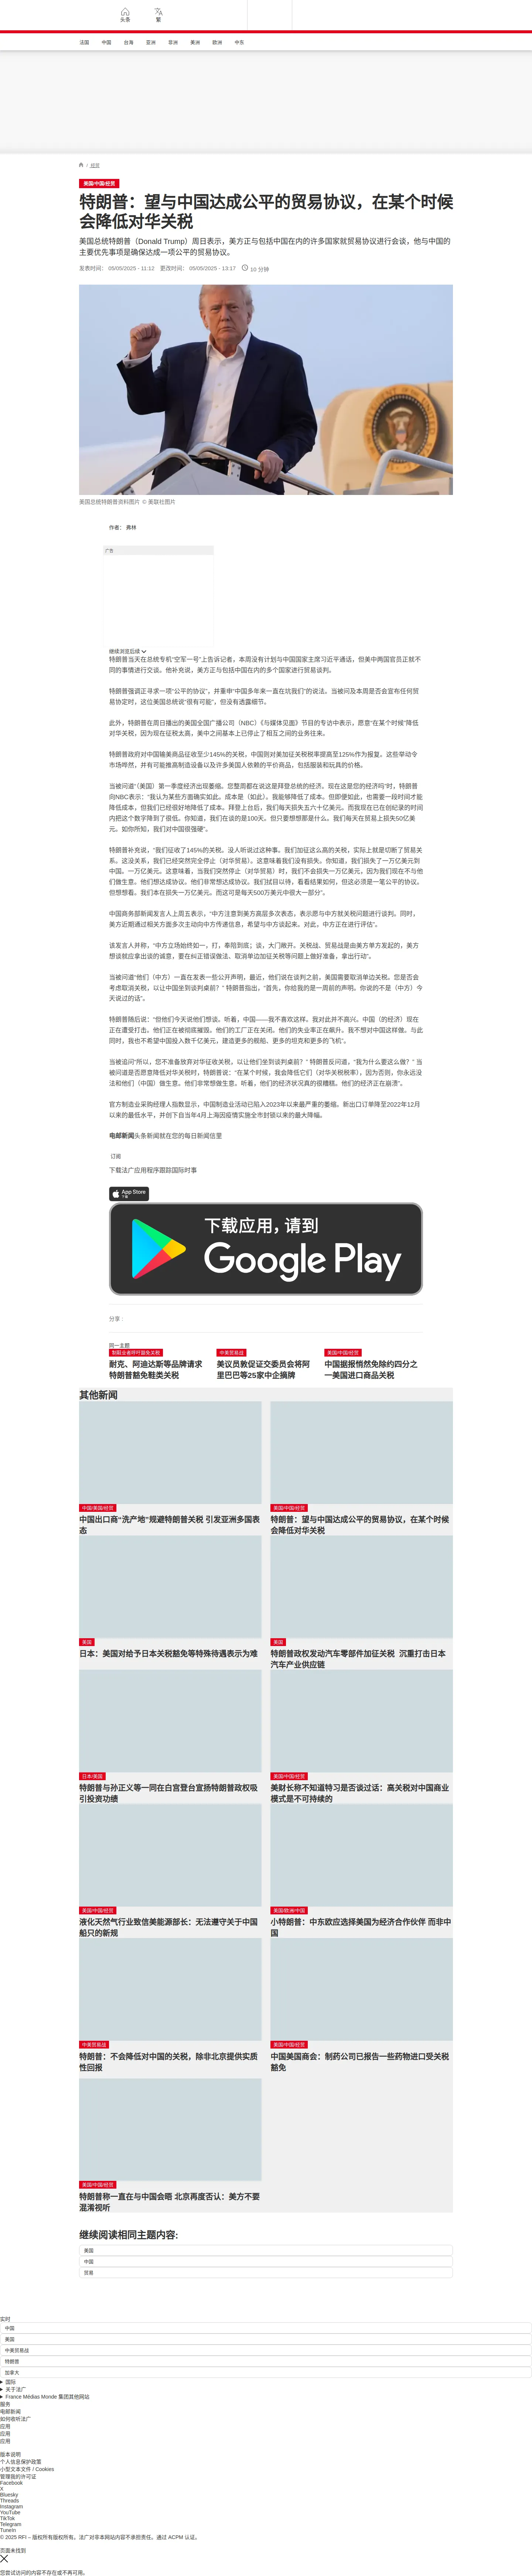 头条
繁
法国
中国
台海
亚洲
非洲
美洲
欧洲
中东
/ 经贸
美国/中国/经贸
特朗普：望与中国达成公平的贸易协议，在某个时候
会降低对华关税
美国总统特朗普（Donald Trump）周日表示，美方正与包括中国在内的许多国家就贸易协议进行会谈，他与中国的
主要优先事项是确保达成一项公平的贸易协议。
发表时间： 05/05/2025 - 11:12 更改时间： 05/05/2025 - 13:17 10 分钟
美国总统特朗普资料图片 © 美联社图片
作者： 弗林
广告
继续浏览后续
特朗普当天在总统专机“空军一号”上告诉记者，本周没有计划与中国国家主席习近平通话，但美中两国官员正就不
同的事情进行交谈。他补充说，美方正与包括中国在内的多个国家进行贸易谈判。
特朗普强调正寻求一项“公平的协议”，并重申“中国多年来一直在坑我们”的说法。当被问及本周是否会宣布任何贸
易协定时，这位美国总统说“很有可能”，但没有透露细节。
此外，特朗普在周日播出的美国全国广播公司（NBC）《与媒体见面》节目的专访中表示，愿意“在某个时候”降低
对华关税，因为现在征税太高，美中之间基本上已停止了相互之间的业务往来。
特朗普政府对中国输美商品征收至少145%的关税，中国则对美加征关税税率提高至125%作为报复。这些举动令
市场哗然，并有可能推高制造设备以及许多美国人依赖的平价商品，包括服装和玩具的价格。
当被问道“（美国）第一季度经济出现萎缩。您整周都在说这是拜登总统的经济。现在这是您的经济吗”时，特朗普
向NBC表示：“我认为某些方面确实如此。成本是（如此）。我能够降低了成本。但即便如此，也需要一段时间才能
降低成本，但我们已经很好地降低了成本。拜登上台后，我们每天损失五六十亿美元。而我现在已在创纪录的时间
内把这个数字降到了很低。你知道，我们在谈的是100天。但只要想想那是什么。我们每天在贸易上损失50亿美
元。如你所知，我们对中国很强硬”。
特朗普补充说，“我们征收了145%的关税。没人听说过这种事。我们加征这么高的关税，实际上就是切断了贸易关
系。这没关系，我们已经突然完全停止（对华贸易）。这意味着我们没有损失。你知道，我们损失了一万亿美元到
中国。一万亿美元。这意味着，当我们突然停止（对华贸易）时，我们不会损失一万亿美元，因为我们现在不与他
们做生意。他们想达成协议。他们非常想达成协议。我们拭目以待，看看结果如何，但这必须是一笔公平的协议。
但想想看。我们本在损失一万亿美元。而这可是每天500万美元中很大一部分”。
中国商务部新闻发言人上周五表示，“中方注意到美方高层多次表态，表示愿与中方就关税问题进行谈判。同时，
美方近期通过相关方面多次主动向中方传递信息，希望与中方谈起来。对此，中方正在进行评估”。
该发言人并称，“中方立场始终如一，打，奉陪到底；谈，大门敞开。关税战、贸易战是由美方单方发起的，美方
想谈就应拿出谈的诚意，要在纠正错误做法、取消单边加征关税等问题上做好准备，拿出行动”。
当被问道“他们（中方）一直在发表一些公开声明，最近，他们说在谈判之前，美国需要取消单边关税。您是否会
考虑取消关税，以让中国坐到谈判桌前？” 特朗普指出，“首先，你给我的是一周前的声明。你说的不是（中方）今
天说过的话”。
特朗普随后说：“但他们今天说他们想谈。听着，中国——我不喜欢这样。我对此并不高兴。中国（的经济）现在
正在遭受打击。他们正在被彻底摧毁。他们的工厂正在关闭。他们的失业率正在飙升。我不想对中国这样做。与此
同时，我也不希望中国投入数千亿美元，建造更多的舰船、更多的坦克和更多的飞机”。
当被追问“所以，您不准备放弃对华征收关税，以让他们坐到谈判桌前？” 特朗普反问道，“我为什么要这么做？” 当
被问道是否愿意降低对华关税时，特朗普说：“在某个时候，我会降低它们（对华关税税率），因为否则，你永远没
法和他们（中国）做生意。他们非常想做生意。听着，他们的经济状况真的很糟糕。他们的经济正在崩溃”。
官方制造业采购经理人指数显示，中国制造业活动已陷入2023年以来最严重的萎缩。新出口订单降至2022年12月
以来的最低水平，并创下自当年4月上海因疫情实施全市封锁以来的最大降幅。
电邮新闻头条新闻就在您的每日新闻信里
订阅
下载法广应用程序跟踪国际时事
App Store
下载应用，请到
Google Play
分享 :
同一主题
制鞋业者呼吁豁免关税
耐克、阿迪达斯等品牌请求
特朗普豁免鞋类关税
中美贸易战
美议员敦促证交委员会将阿
里巴巴等25家中企摘牌
美国/中国/经贸
中国据报悄然免除约四分之
一美国进口商品关税
其他新闻
中国/美国/经贸
中国出口商“洗产地”规避特朗普关税 引发亚洲多国表
态
美国/中国/经贸
特朗普：望与中国达成公平的贸易协议，在某个时候
会降低对华关税
美国
日本：美国对给予日本关税豁免等特殊待遇表示为难
美国
特朗普政权发动汽车零部件加征关税 沉重打击日本
汽车产业供应链
日本/美国
特朗普与孙正义等一同在白宫登台宣扬特朗普政权吸
引投资功绩
美国/中国/经贸
美财长称不知道特习是否谈过话：高关税对中国商业
模式是不可持续的
美国/中国/经贸
液化天然气行业致信美能源部长：无法遵守关于中国
船只的新规
美国/欧洲/中国
小特朗普：中东欧应选择美国为经济合作伙伴 而非中
国
中美贸易战
特朗普：不会降低对中国的关税，除非北京提供实质
性回报
美国/中国/经贸
中国美国商会：制药公司已报告一些药物进口受关税
豁免
美国/中国/经贸
特朗普称一直在与中国会晤 北京再度否认：美方不要
混淆视听
继续阅读相同主题内容:
美国
中国
贸易
实时
中国
美国
中美贸易战
特朗普
加拿大
国际
关于法广
France Médias Monde 集团其他网站
服务
电邮新闻
如何收听法广
应用
应用
应用
版本说明
个人信息保护政策
小型文本文件 / Cookies
管理我的许可证
Facebook
X
Bluesky
Threads
Instagram
YouTube
TikTok
Telegram
TuneIn
© 2025 RFI – 版权所有版权所有。法广对非本网站内容不承担责任。通过 ACPM 认证。
页面未找到
您尝试访问的内容不存在或不再可用。